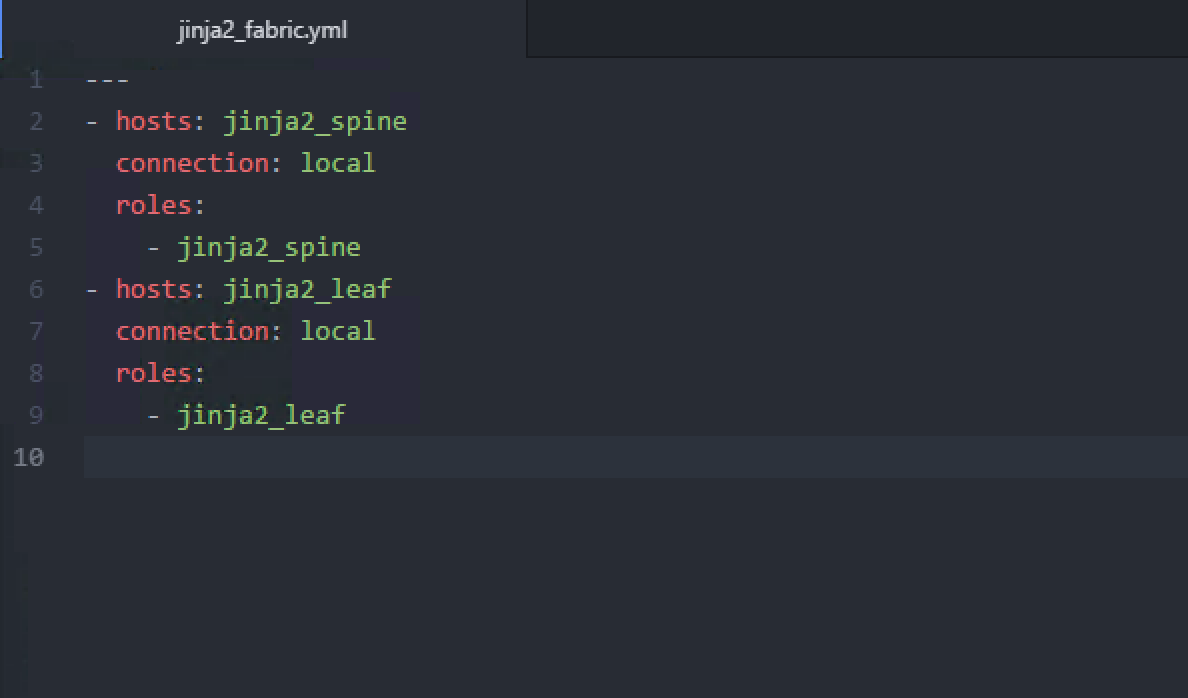 jinja2_fabric.yml
1 ---
2 - hosts: jinja2_spine
3   connection: local
4   roles:
5     - jinja2_spine
6 - hosts: jinja2_leaf
7   connection: local
8   roles:
9     - jinja2_leaf
10